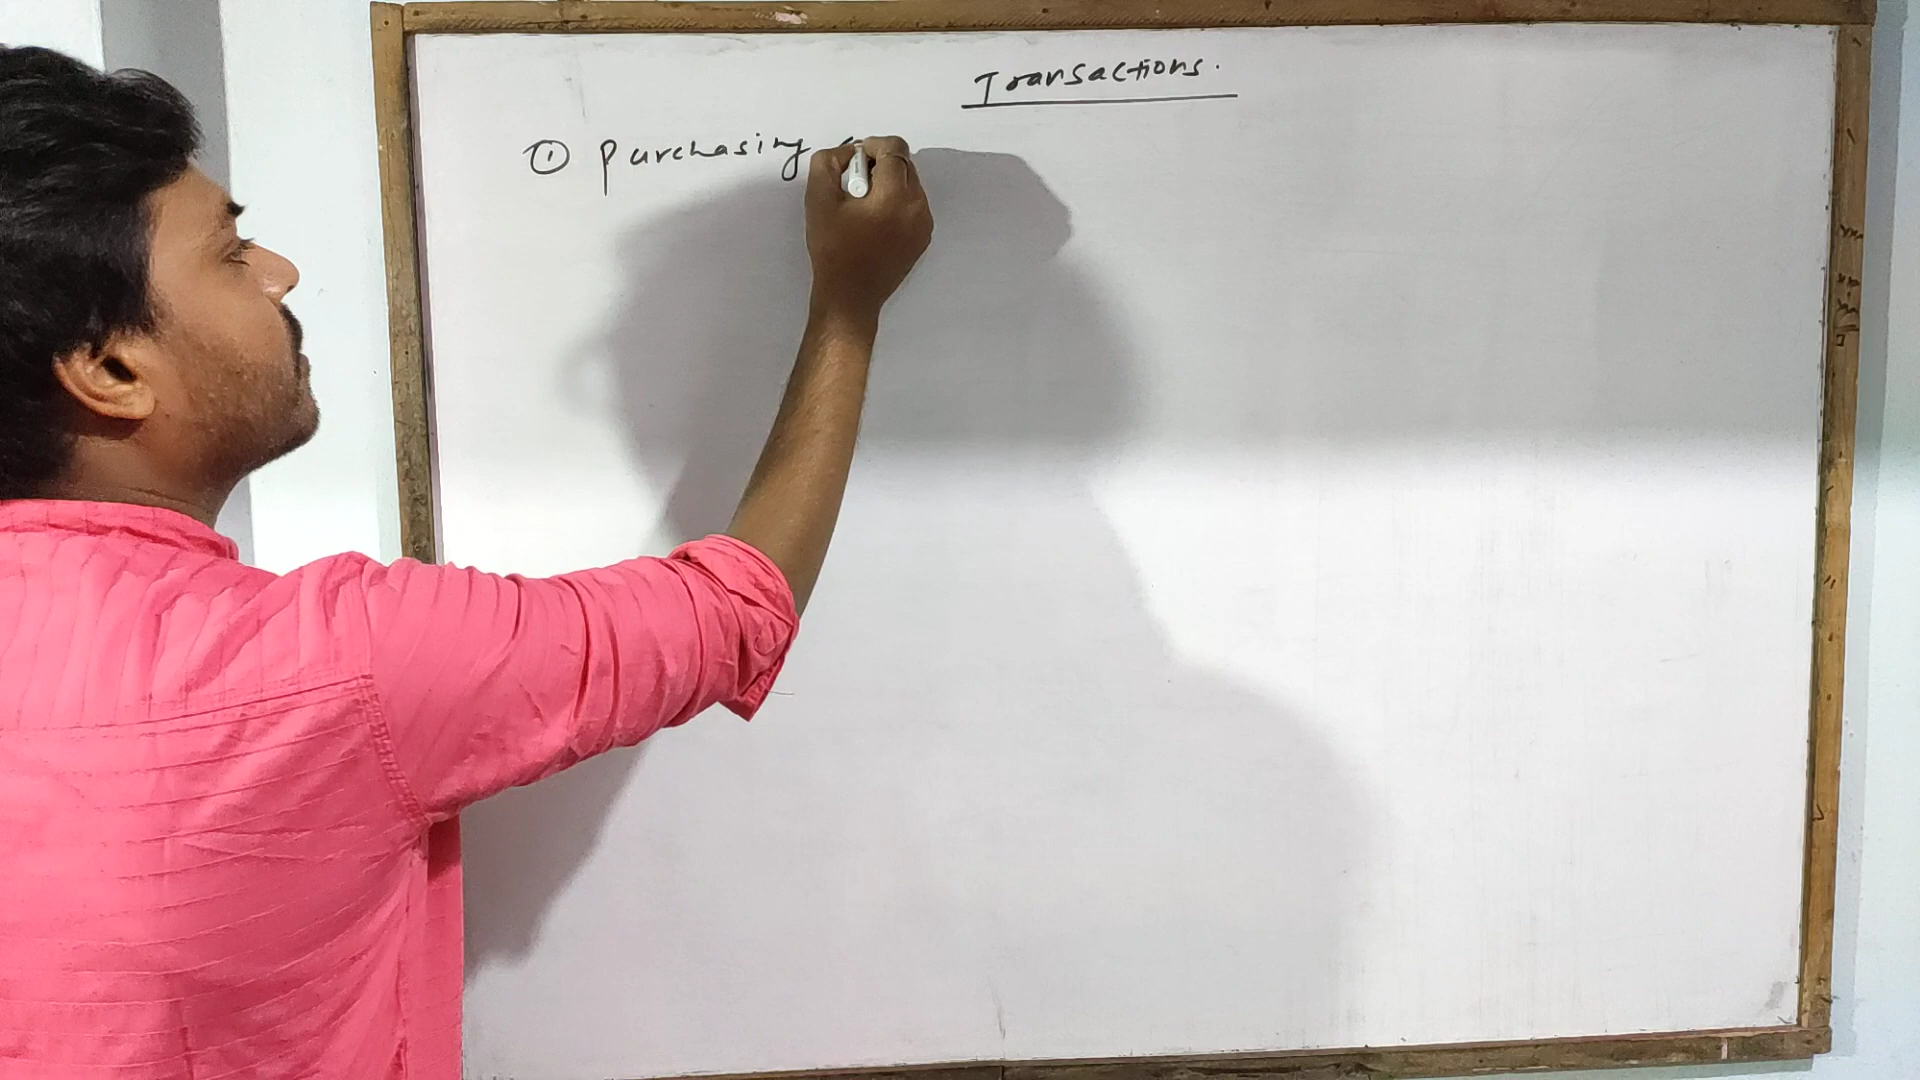 Transactions.
① Purchasing